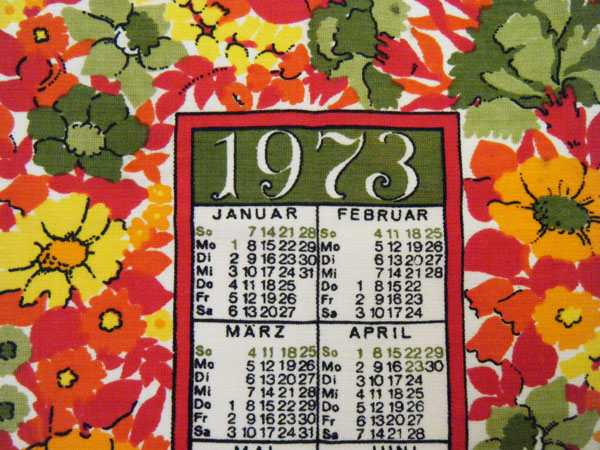 1973
JANUAR
So 7 14 21 28
Mo 1 8 15 22 29
Di 2 9 16 23 30
Mi 3 10 17 24 31
Do 4 11 18 25
Fr 5 12 19 26
Sa 6 13 20 27
FEBRUAR
So 4 11 18 25
Mo 5 12 19 26
Di 6 13 20 27
Mi 7 14 21 28
Do 1 8 15 22
Fr 2 9 16 23
Sa 3 10 17 24
MÄRZ
So 4 11 18 25
Mo 5 12 19 26
Di 6 13 20 27
Mi 7 14 21 28
Do 1 8 15 22 29
Fr 2 9 16 23 30
Sa 3 10 17 24 31
APRIL
So 1 8 15 22 29
Mo 2 9 16 23 30
Di 3 10 17 24
Mi 4 11 18 25
Do 5 12 19 26
Fr 6 13 20 27
Sa 7 14 21 28
MAI
JUNI